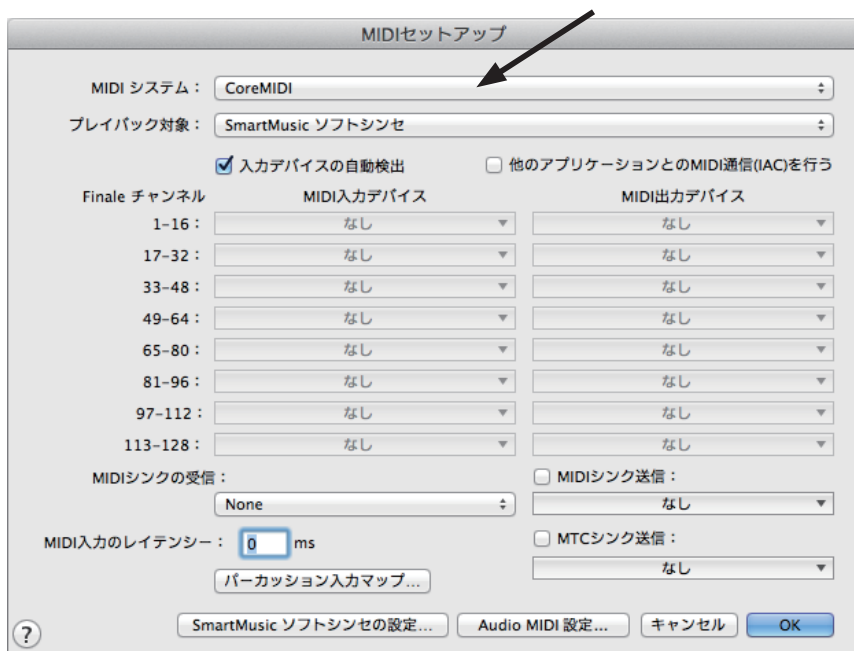 MIDIセットアップ
MIDI システム： CoreMIDI
プレイバック対象： SmartMusic ソフトシンセ
入力デバイスの自動検出 他のアプリケーションとのMIDI通信(IAC)を行う
Finale チャンネル MIDI入力デバイス MIDI出力デバイス
1-16： なし なし
17-32： なし なし
33-48： なし なし
49-64： なし なし
65-80： なし なし
81-96： なし なし
97-112： なし なし
113-128： なし なし
MIDIシンクの受信： MIDIシンク送信：
None なし
MIDI入力のレイテンシー： 0 ms MTCシンク送信：
パーカッション入力マップ... なし
? SmartMusic ソフトシンセの設定... Audio MIDI 設定... キャンセル OK